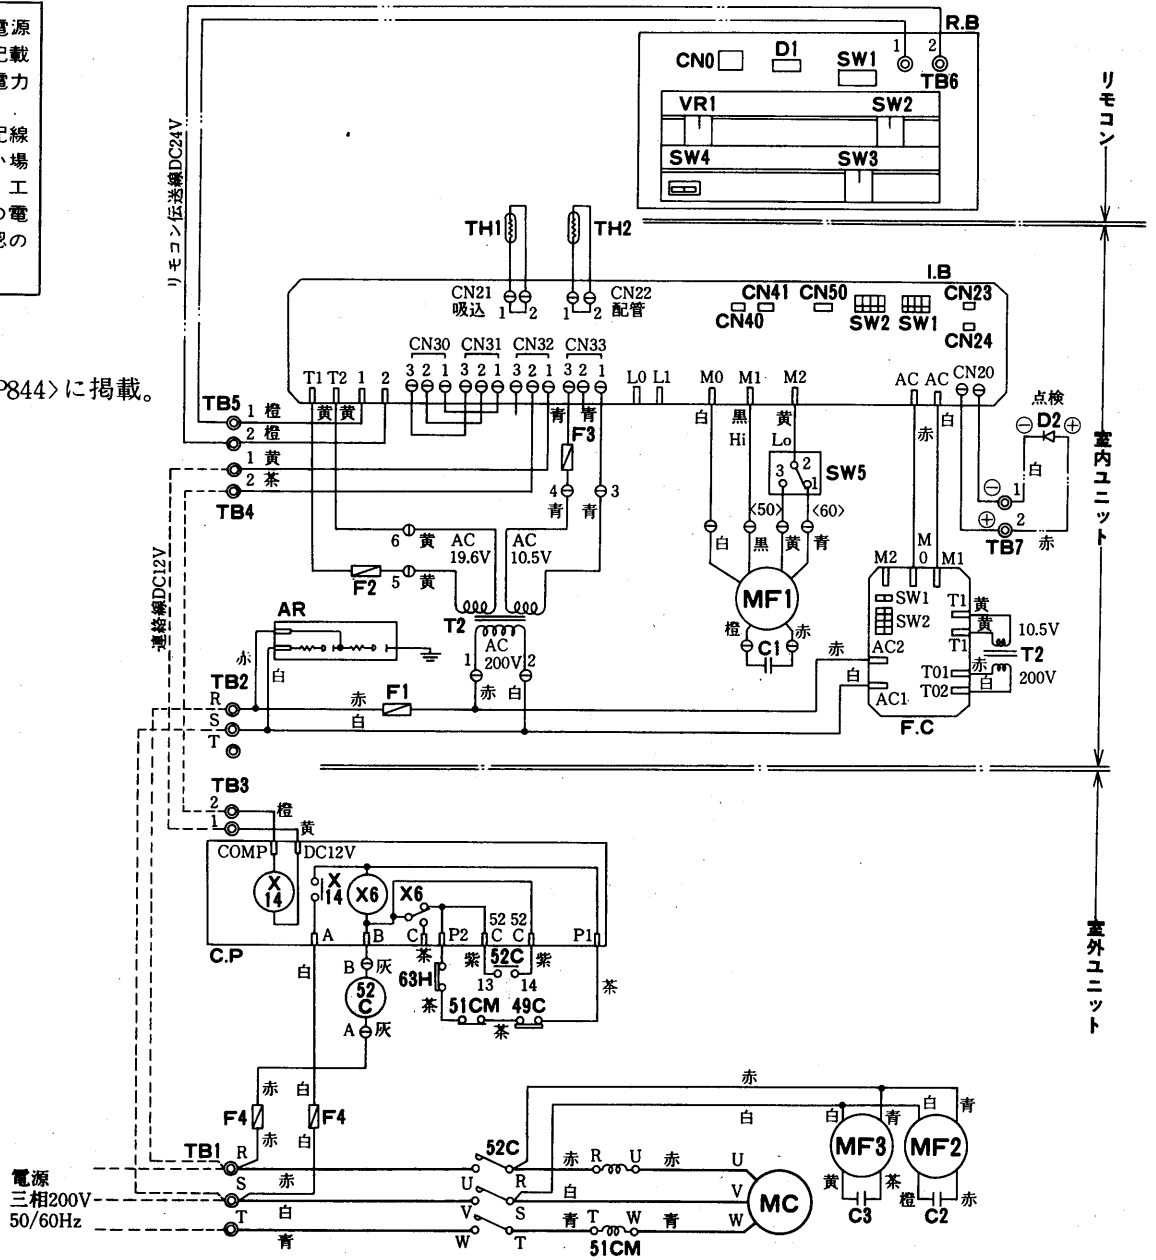 電源
記載
電力
配線
い場
工
の電
認の
P844〉に掲載。
リモコン伝送線DC24V
R.B
CN0
D1
SW1
1
2
TB6
VR1
SW2
SW4
SW3
リモコン
TH1
TH2
I.B
CN21
吸込
1
2
CN22
配管
1
2
CN40
CN41
CN50
SW2
SW1
CN23
CN24
CN30
CN31
CN32
CN33
3 2 1
3 2 1
3 2 1
3 2 1
T1 T2 1 2
L0 L1
M0
M1
M2
AC AC
CN20
TB5
1 橙
2 橙
1 黄
2 茶
TB4
黄
黄
青
青
F3
4
3
青
青
白
黒
Hi
黄
Lo
3
2
1
SW5
〈50〉
〈60〉
白
黒
黄
青
MF1
橙
赤
C1
赤
白
点検
⊖
D2
⊕
白
⊖
1
⊕
2
TB7
赤
室内ユニット
6
黄
AC
19.6V
AC
10.5V
F2
5
黄
T2
AC
200V
1
2
赤
白
連絡線DC12V
AR
赤
白
M2
M
0
M1
SW1
SW2
T1
黄
黄
T1
10.5V
T2
赤
AC2
赤
T01
白
T02
200V
白
AC1
F.C
TB2
R
S
T
赤
白
F1
TB3
2
橙
1
黄
COMP
DC12V
X
14
X
14
X6
X6
A
B
C
P2
52
C
52
C
P1
C.P
白
B
灰
52
C
A
灰
茶
63H
茶
紫
52C
紫
13
14
51CM
茶
49C
茶
室外ユニット
赤
白
F4
F4
赤
白
TB1
R
S
赤
T
白
青
電源
三相200V
50/60Hz
52C
U
V
W
R
S
T
赤
白
青
R
U
赤
T
W
青
51CM
U
V
W
MC
赤
白
白
青
白
青
MF3
MF2
黄
茶
橙
赤
C3
C2